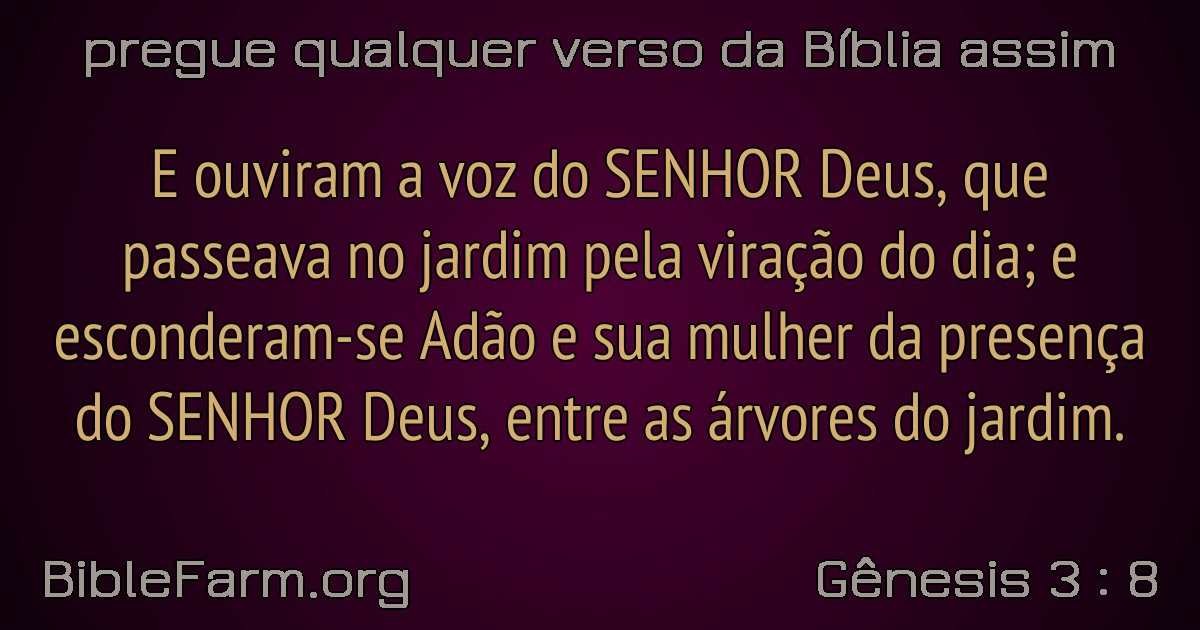 pregue qualquer verso da Bíblia assim
E ouviram a voz do SENHOR Deus, que
passeava no jardim pela viração do dia; e
esconderam-se Adão e sua mulher da presença
do SENHOR Deus, entre as árvores do jardim.
BibleFarm.org
Gênesis 3 : 8